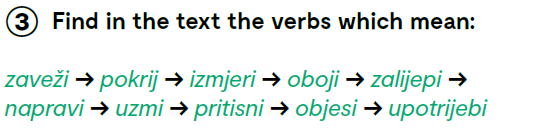 3 Find in the text the verbs which mean:
zaveži → pokrij → izmjeri → oboji → zalijepi →
napravi → uzmi → pritisni → objesi → upotrijebi